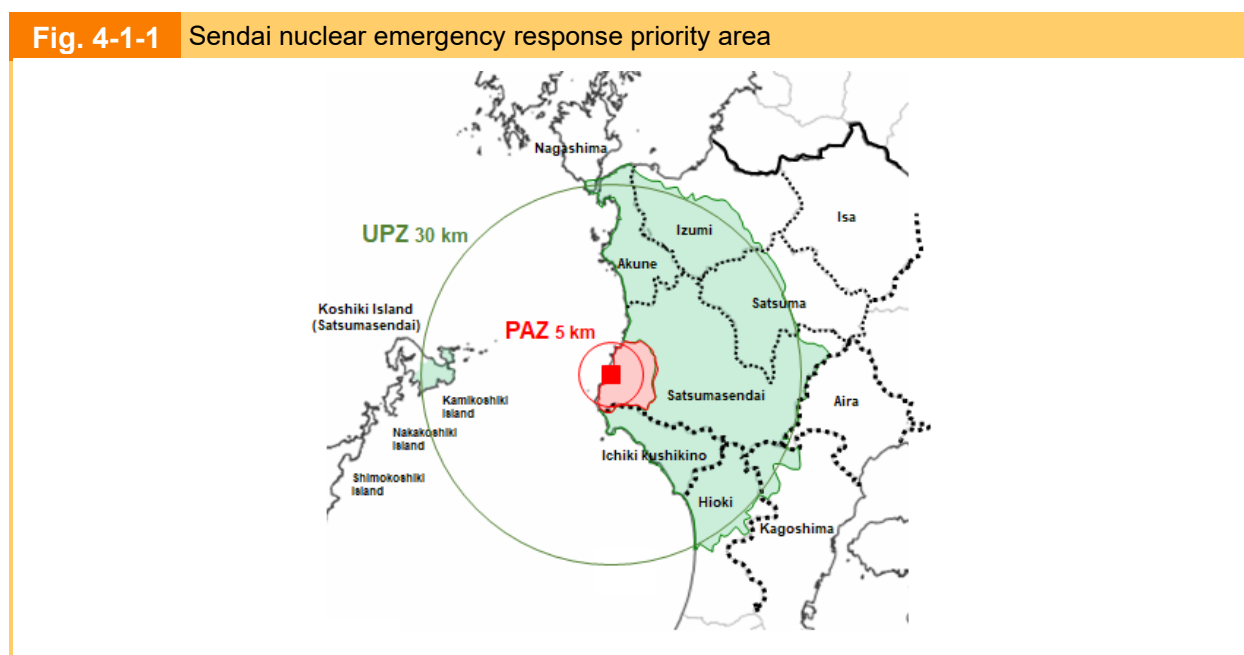 Fig. 4-1-1
Sendai nuclear emergency response priority area
Nagashima
Isa
Izumi
UPZ 30 km
Akune
Satsuma
Koshiki Island
(Satsumasendai)
PAZ 5 km
Satsumasendai
Aira
Kamikoshiki
Island
Nakakoshiki
Island
Ichiki kushikino
Shimokoshiki
Island
Hioki
Kagoshima